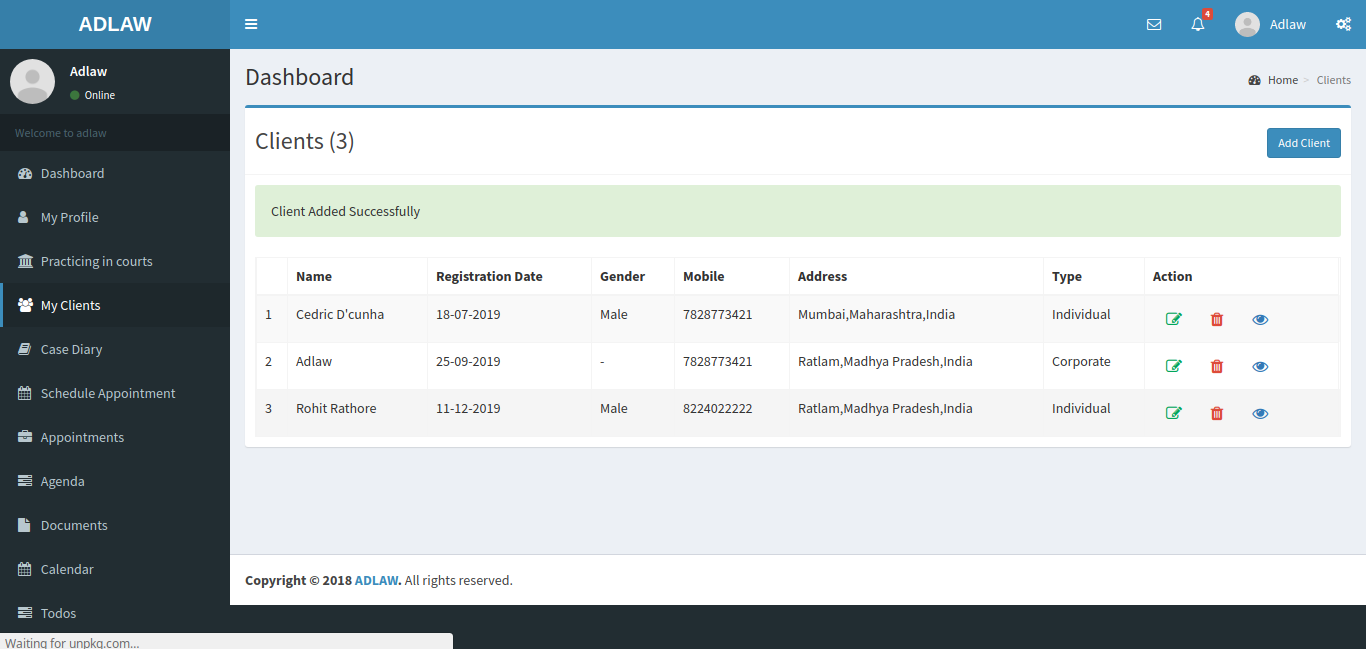 ADLAW
4
Adlaw
Adlaw
Online
Welcome to adlaw
Dashboard
My Profile
Practicing in courts
My Clients
Case Diary
Schedule Appointment
Appointments
Agenda
Documents
Calendar
Todos
Dashboard
Home > Clients
Clients (3)
Add Client
Client Added Successfully
Name Registration Date Gender Mobile Address Type Action
1 Cedric D'cunha 18-07-2019 Male 7828773421 Mumbai,Maharashtra,India Individual
2 Adlaw 25-09-2019 - 7828773421 Ratlam,Madhya Pradesh,India Corporate
3 Rohit Rathore 11-12-2019 Male 8224022222 Ratlam,Madhya Pradesh,India Individual
Copyright © 2018 ADLAW. All rights reserved.
Waiting for unpkg.com...